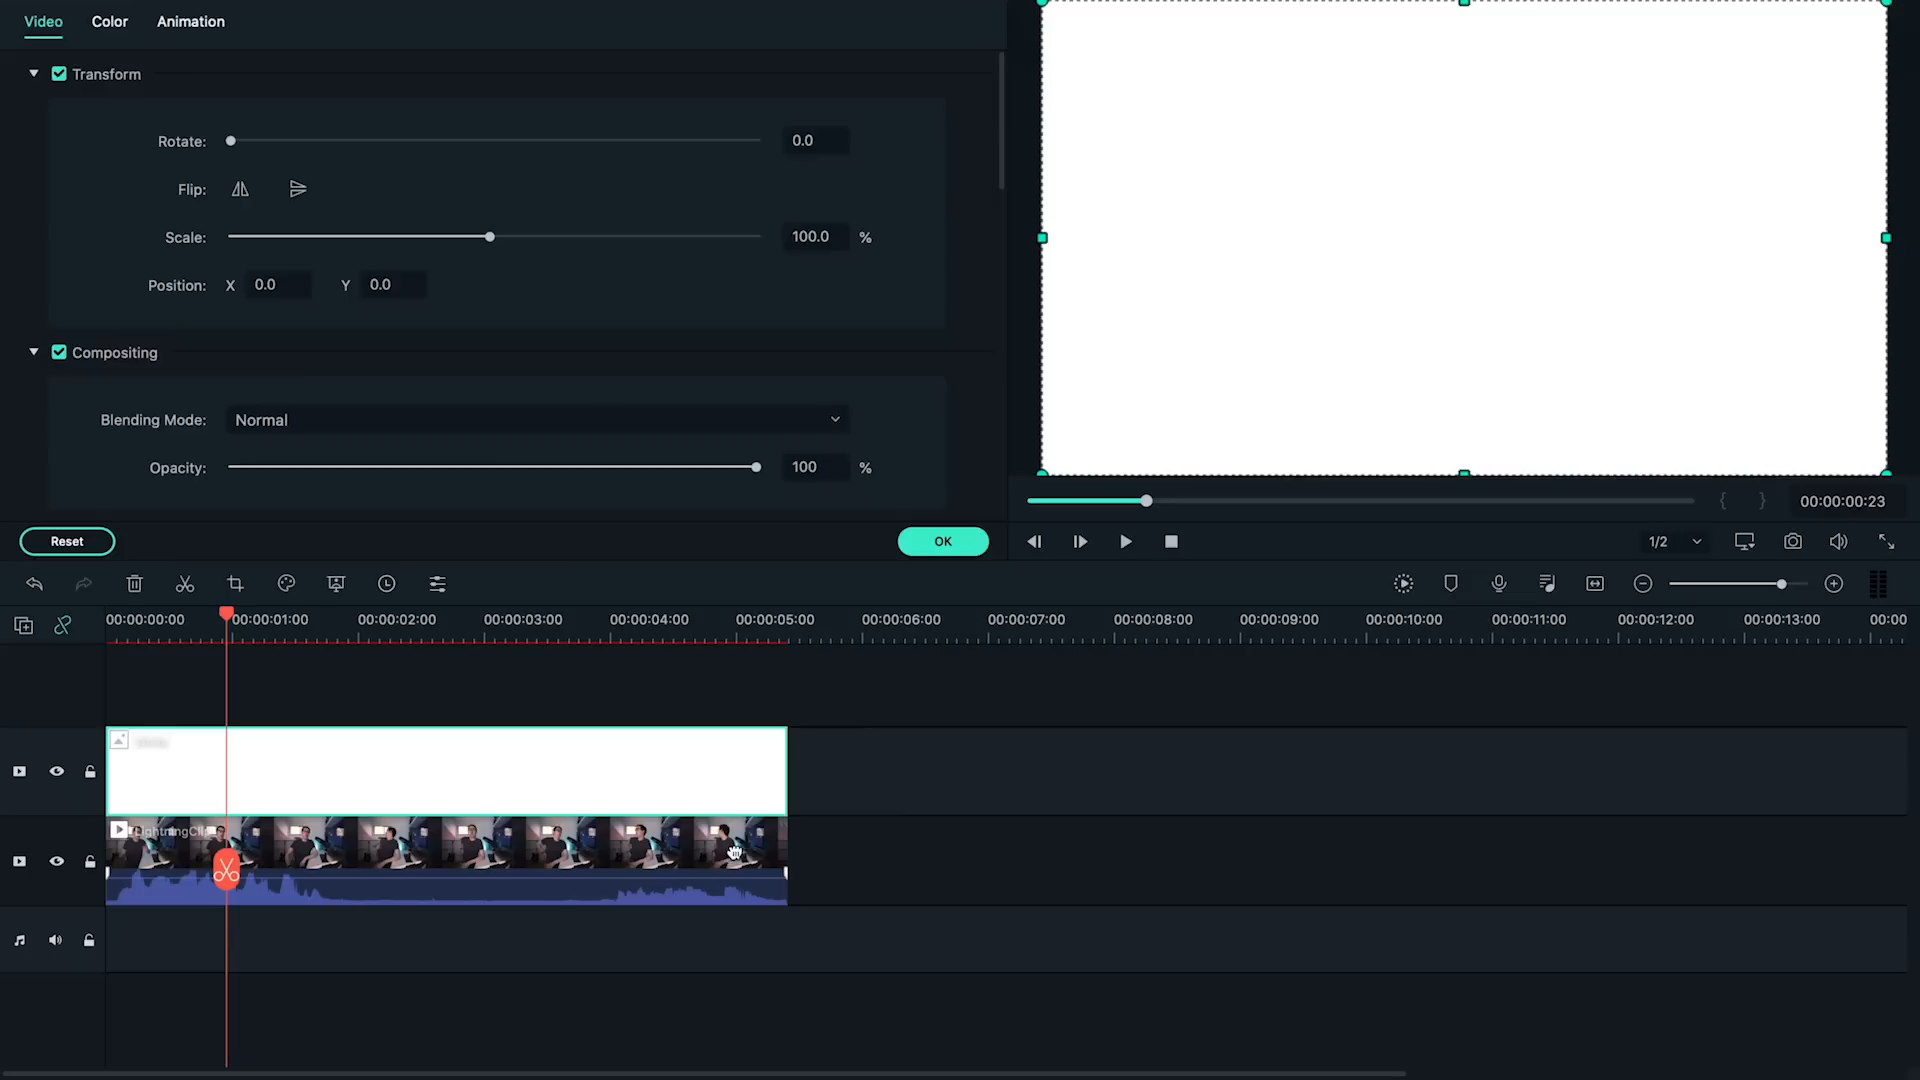 Video Color Animation
Transform
Rotate: 0.0
Flip:
Scale: 100.0 %
Position: X 0.0 Y 0.0
Compositing
Blending Mode: Normal
Opacity: 100 %
Reset OK
{ } 00:00:00:23
1/2
00:00:00:00 00:00:01:00 00:00:02:00 00:00:03:00 00:00:04:00 00:00:05:00 00:00:06:00 00:00:07:00 00:00:08:00 00:00:09:00 00:00:10:00 00:00:11:00 00:00:12:00 00:00:13:00 00:00
LightningClip